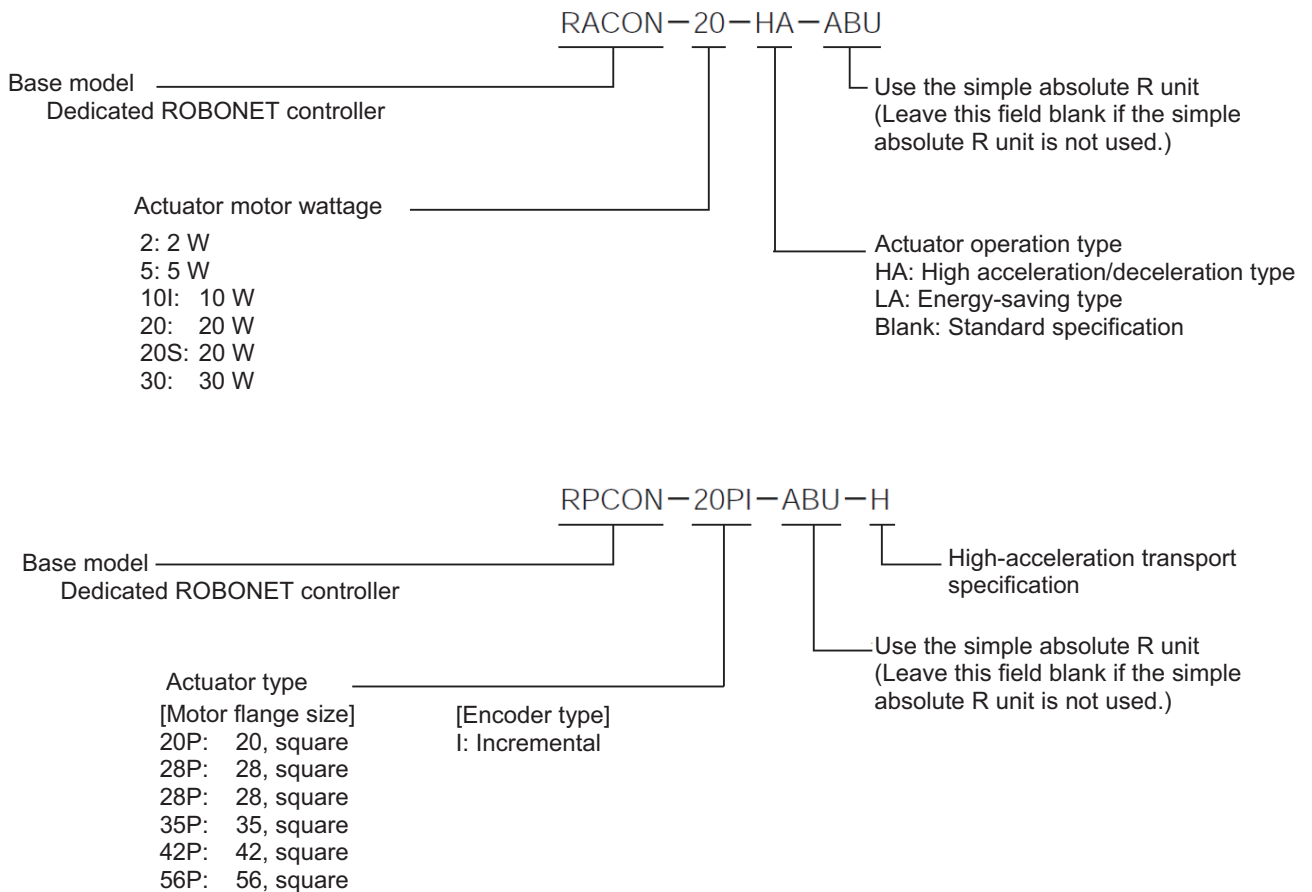 RACON-20-HA-ABU
Base model
Dedicated ROBONET controller
Use the simple absolute R unit
(Leave this field blank if the simple
absolute R unit is not used.)
Actuator motor wattage
2: 2 W
5: 5 W
10I: 10 W
20: 20 W
20S: 20 W
30: 30 W
Actuator operation type
HA: High acceleration/deceleration type
LA: Energy-saving type
Blank: Standard specification
RPCON-20PI-ABU-H
Base model
Dedicated ROBONET controller
High-acceleration transport
specification
Use the simple absolute R unit
(Leave this field blank if the simple
absolute R unit is not used.)
Actuator type
[Motor flange size] [Encoder type]
20P: 20, square I: Incremental
28P: 28, square
28P: 28, square
35P: 35, square
42P: 42, square
56P: 56, square